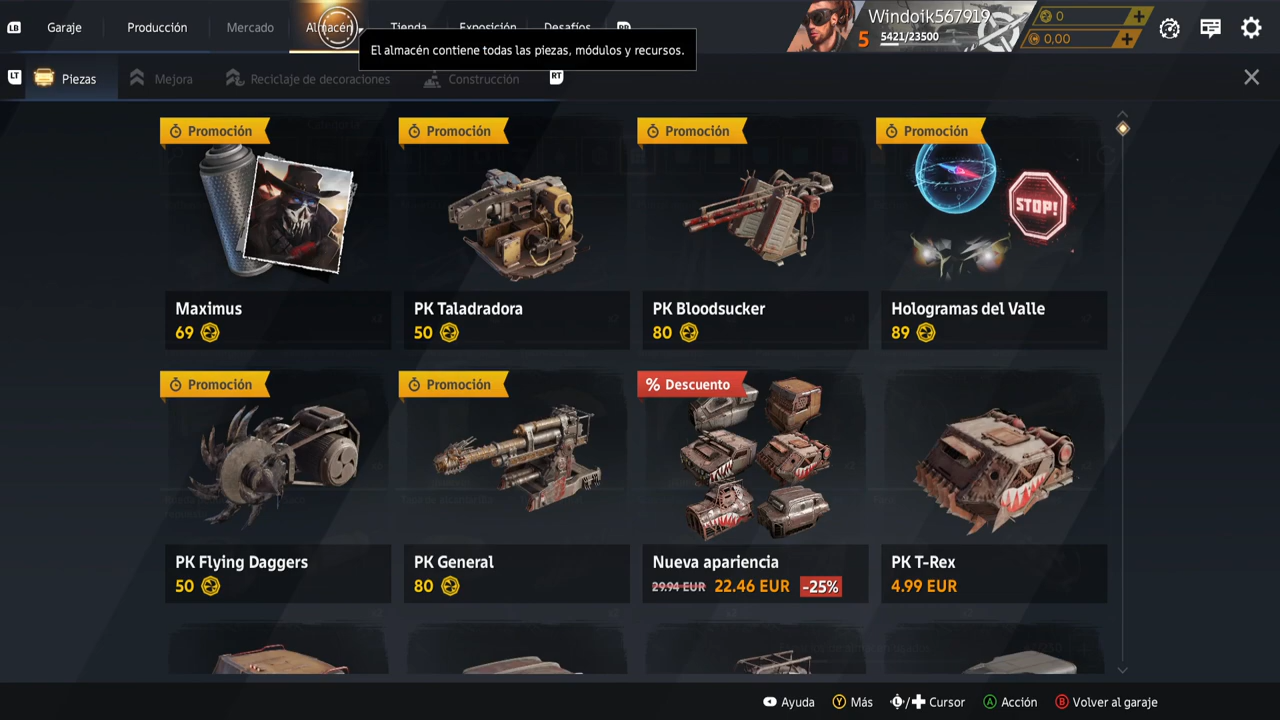 LB
Garaje
Producción
Mercado
Almacén
Tienda
Exposición
Desafíos
El almacén contiene todas las piezas, módulos y recursos.
Windoik567919
5
5421/23500
0
0,00
LT
Piezas
Mejora
Reciclaje de decoraciones
Construcción
RT
Promoción
Promoción
Promoción
Promoción
STOP!
Maximus
69
PK Taladradora
50
PK Bloodsucker
80
Hologramas del Valle
89
Promoción
Promoción
% Descuento
PK Flying Daggers
50
PK General
80
Nueva apariencia
29.94 EUR 22.46 EUR -25%
PK T-Rex
4.99 EUR
Ayuda
Y Más
L/ Cursor
A Acción
B Volver al garaje